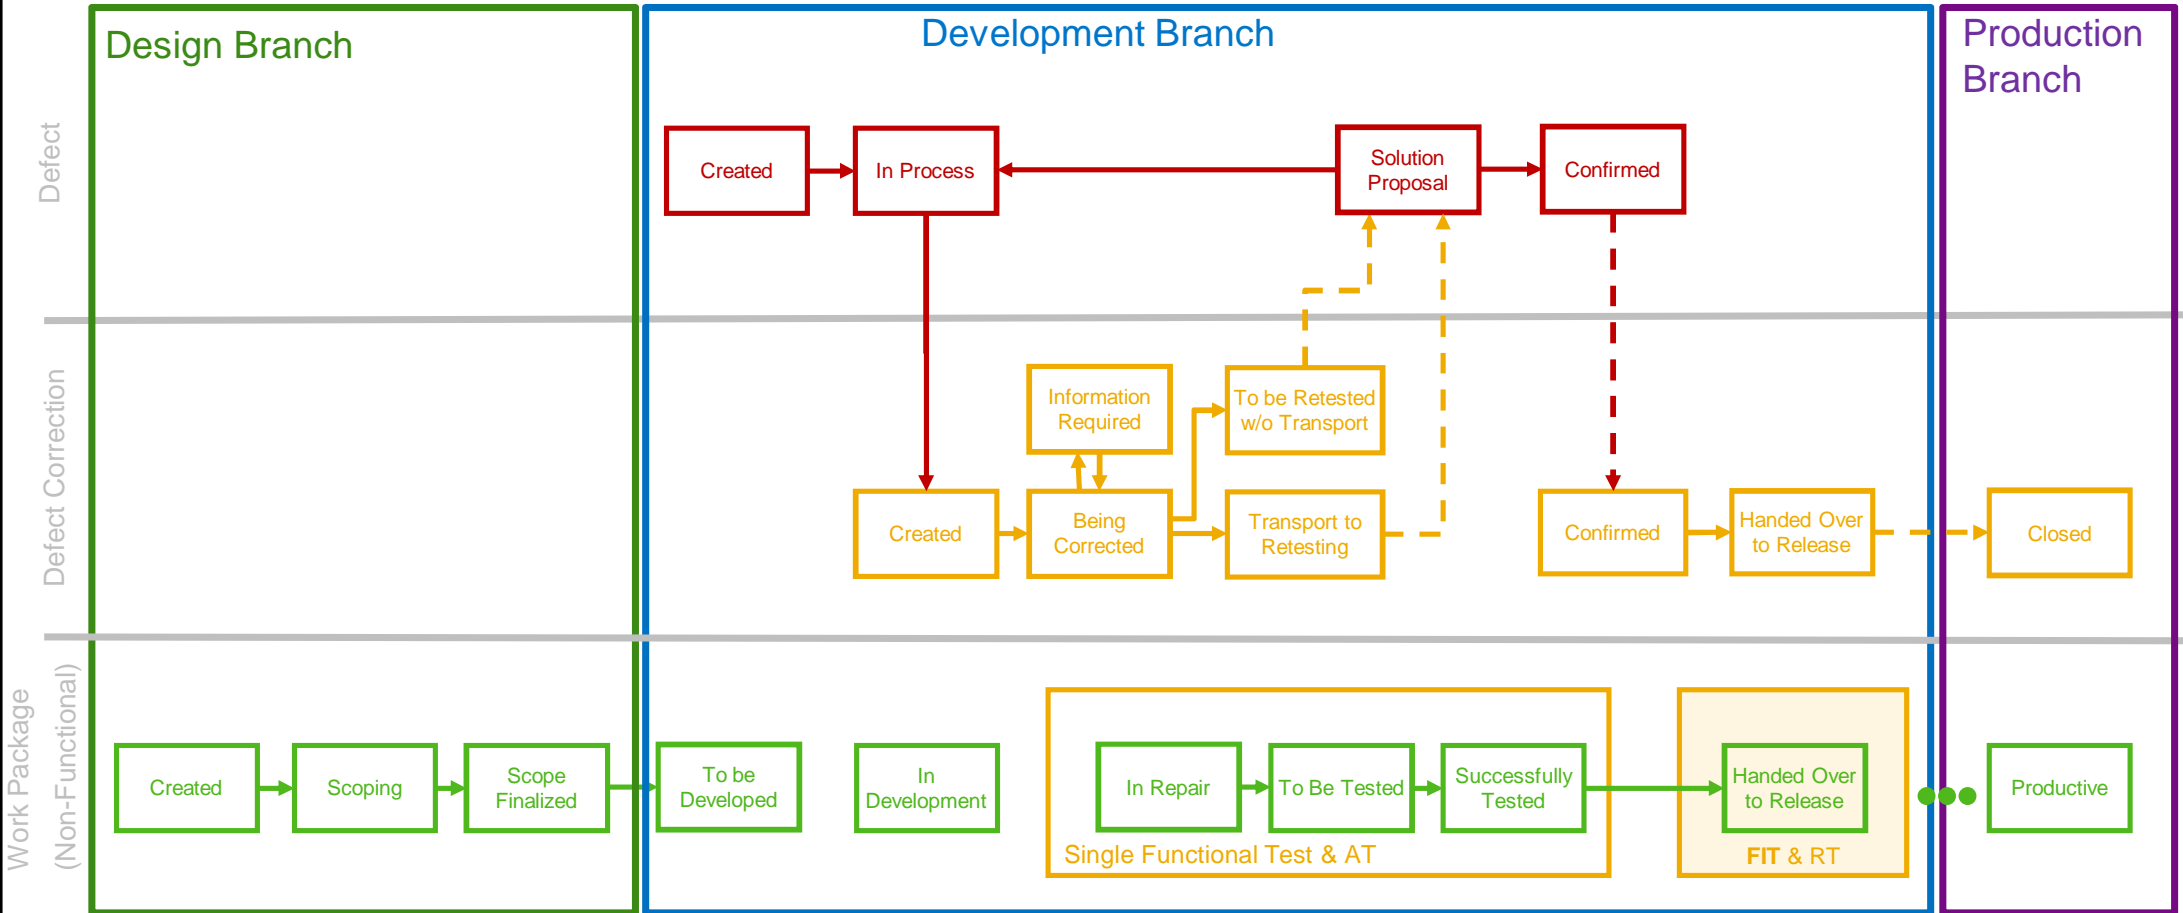 Design Branch
Development Branch
Production
Branch
Defect
Created
In Process
Solution
Proposal
Confirmed
Defect Correction
Information
Required
To be Retested
w/o Transport
Created
Being
Corrected
Transport to
Retesting
Confirmed
Handed Over
to Release
Closed
Work Package
(Non-Functional)
Created
Scoping
Scope
Finalized
To be
Developed
In
Development
In Repair
To Be Tested
Successfully
Tested
Handed Over
to Release
Productive
Single Functional Test & AT
FIT & RT